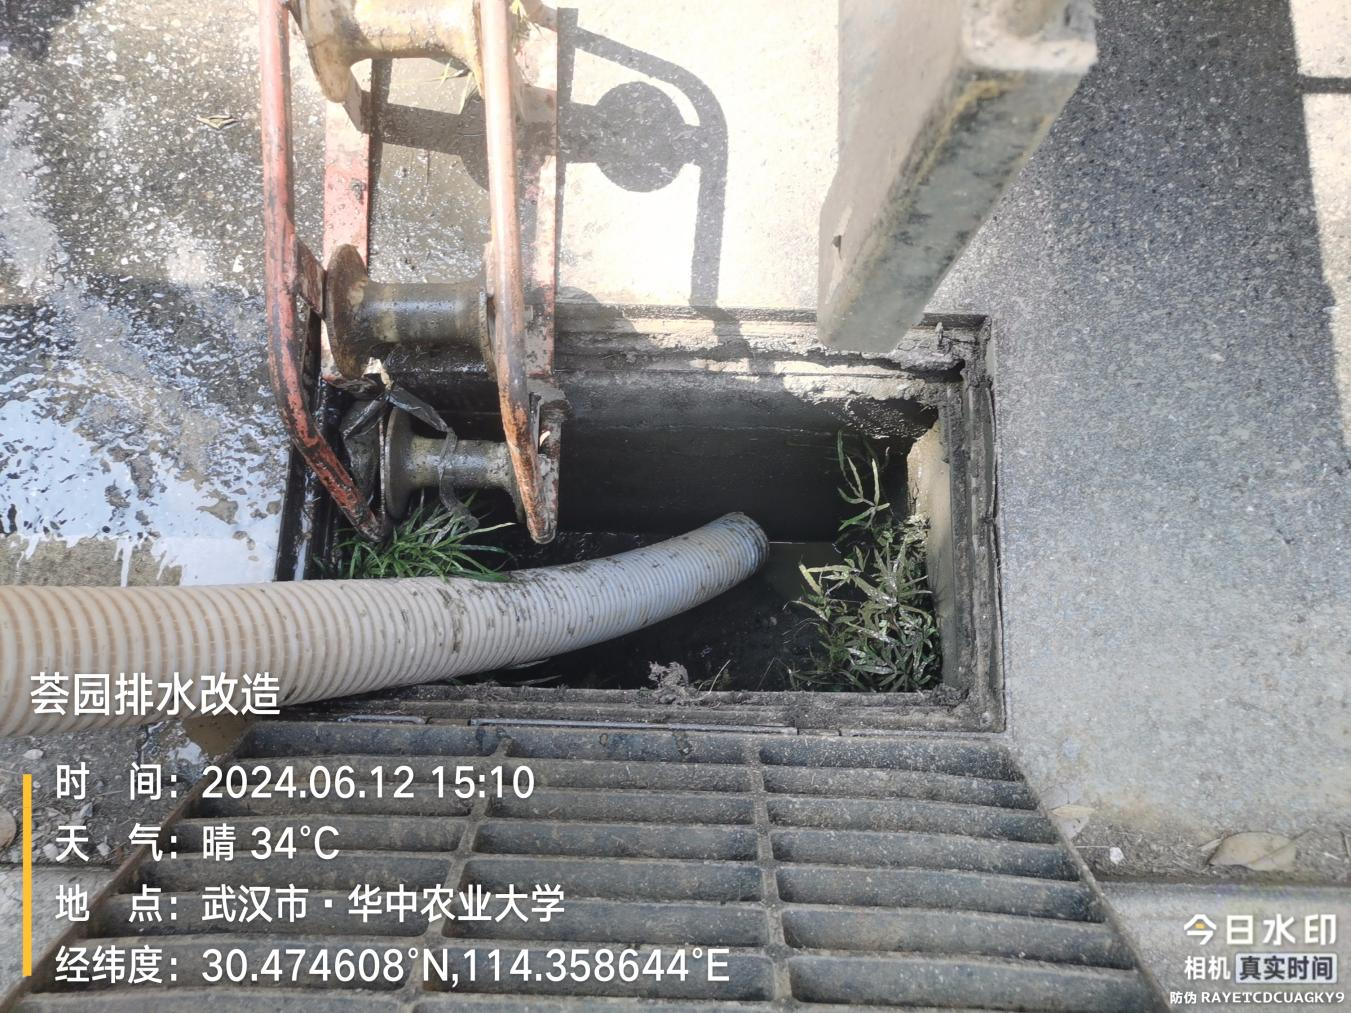 荟园排水改造
时 间：2024.06.12 15:10
天 气：晴 34℃
地 点：武汉市·华中农业大学
经纬度：30.474608°N,114.358644°E
今日水印
相机 真实时间
防伪 RAYETCDCUAGKY9